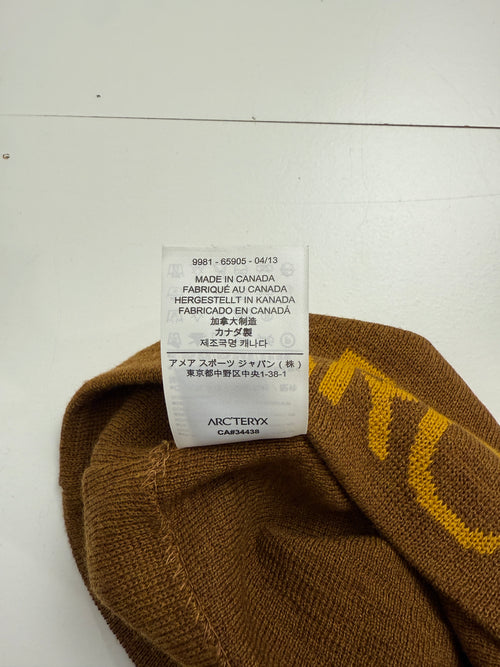 9981 - 65905 - 04/13
MADE IN CANADA
FABRIQUÉ AU CANADA
HERGESTELLT IN KANADA
FABRICADO EN CANADÁ
加拿大制造
カナダ製
제조국명 캐나다
アメア スポーツ ジャパン ( 株 )
東京都中野区中央1-38-1
ARC'TERYX
CA#34438